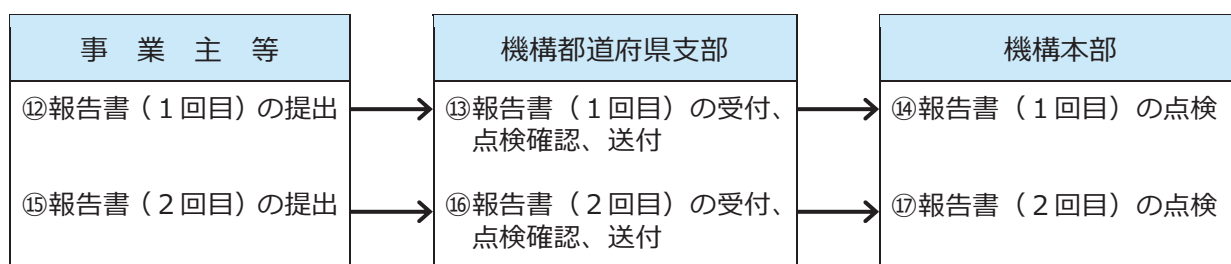 事 業 主 等
機構都道府県支部
機構本部
⑫報告書（１回目）の提出
⑬報告書（１回目）の受付、
点検確認、送付
⑭報告書（１回目）の点検
⑮報告書（２回目）の提出
⑯報告書（２回目）の受付、
点検確認、送付
⑰報告書（２回目）の点検